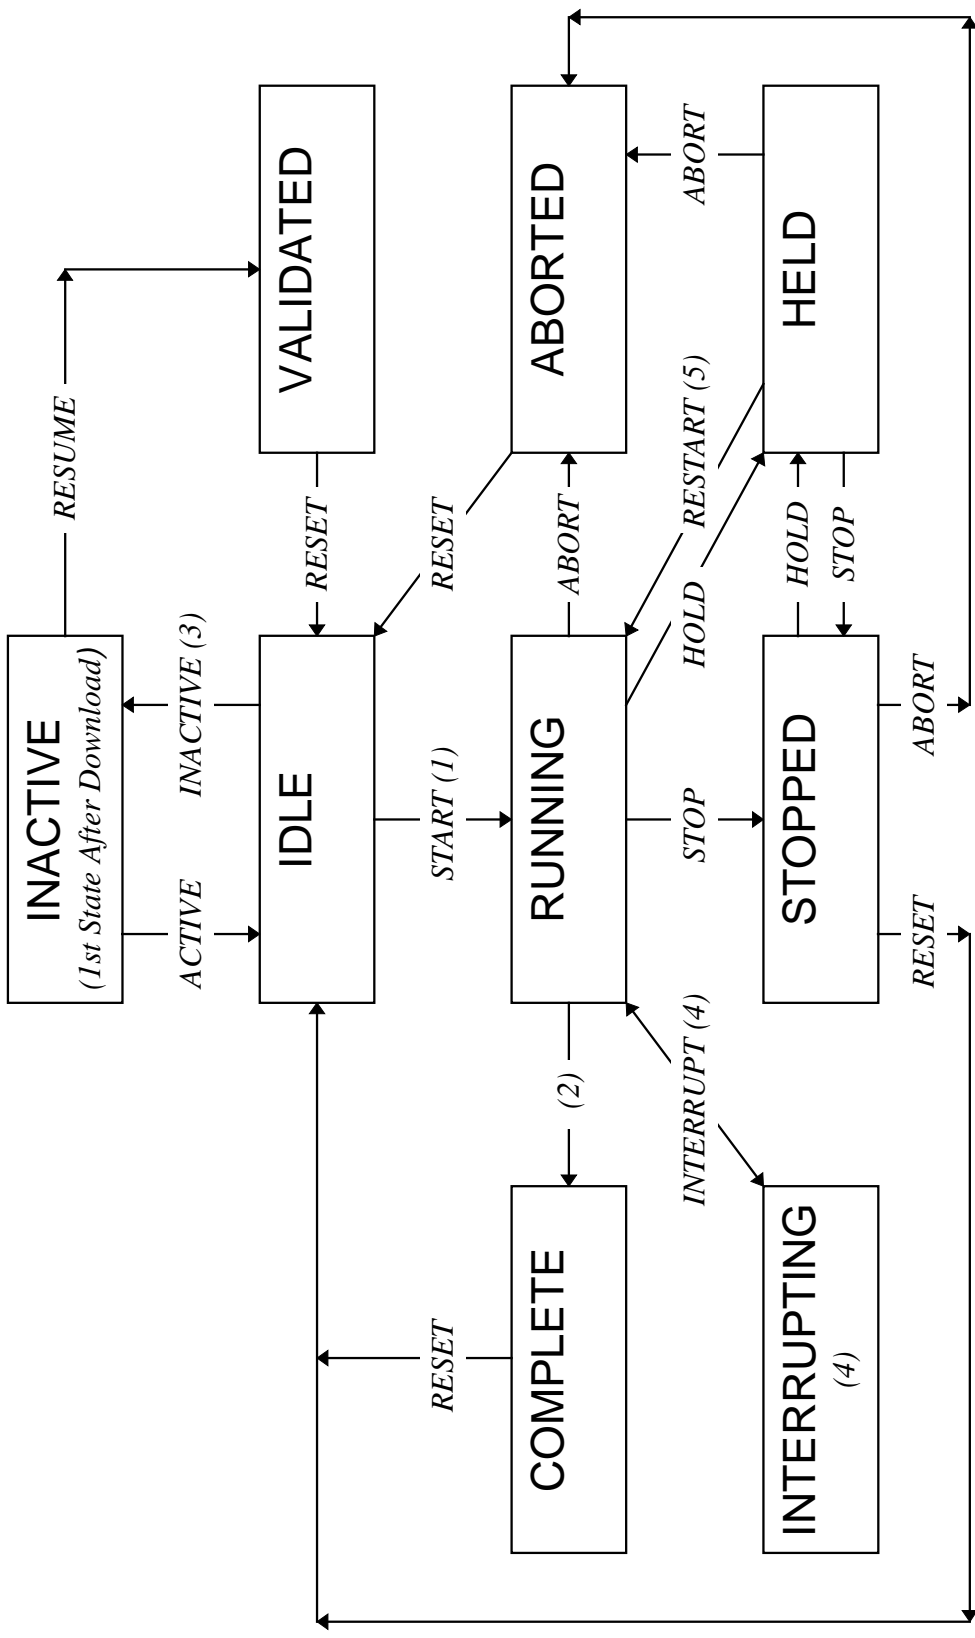 INACTIVE
(1st State After Download)
RESUME
ACTIVE
INACTIVE (3)
IDLE
RESET
VALIDATED
RESET
START (1)
RESET
COMPLETE
(2)
RUNNING
ABORT
ABORTED
INTERRUPT (4)
STOP
HOLD
RESTART (5)
ABORT
INTERRUPTING
(4)
STOPPED
HOLD
STOP
HELD
RESET
ABORT